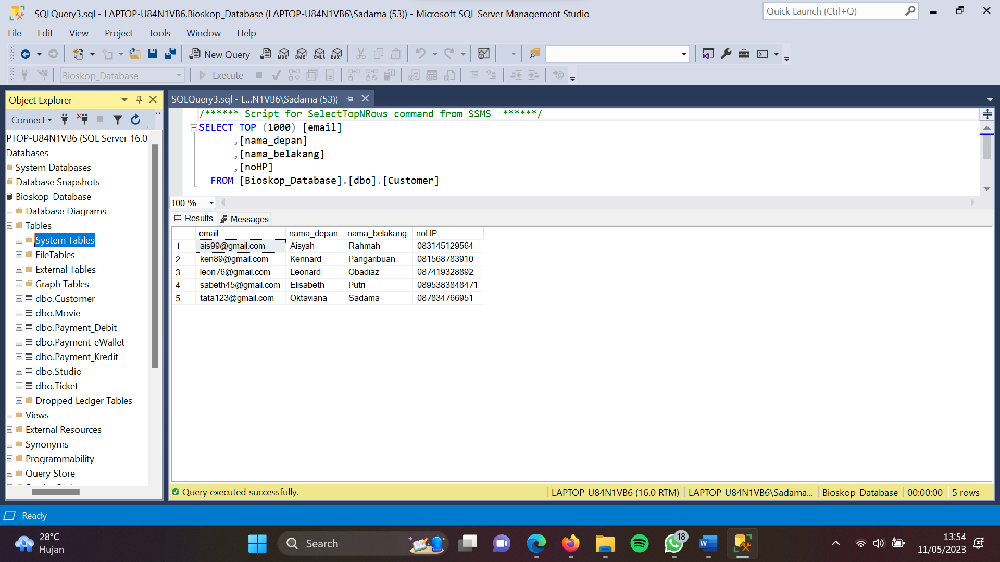 SQLQuery3.sql - LAPTOP-U84N1VB6.Bioskop_Database (LAPTOP-U84N1VB6\Sadama (53)) - Microsoft SQL Server Management Studio
Quick Launch (Ctrl+Q)
File Edit View Project Tools Window Help
New Query MDX DMX XMLA DAX
Bioskop_Database Execute
Object Explorer
Connect
PTOP-U84N1VB6 (SQL Server 16.0
Databases
System Databases
Database Snapshots
Bioskop_Database
Database Diagrams
Tables
System Tables
FileTables
External Tables
Graph Tables
dbo.Customer
dbo.Movie
dbo.Payment_Debit
dbo.Payment_eWallet
dbo.Payment_Kredit
dbo.Studio
dbo.Ticket
Dropped Ledger Tables
Views
External Resources
Synonyms
Programmability
Query Store
SQLQuery3.sql - L...N1VB6\Sadama (53))
/****** Script for SelectTopNRows command from SSMS  ******/
SELECT TOP (1000) [email]
,[nama_depan]
,[nama_belakang]
,[noHP]
FROM [Bioskop_Database].[dbo].[Customer]
100 %
Results Messages
email nama_depan nama_belakang noHP
1 ais99@gmail.com Aisyah Rahmah 083145129564
2 ken89@gmail.com Kennard Pangaribuan 081568783910
3 leon76@gmail.com Leonard Obadiaz 087419328892
4 sabeth45@gmail.com Elisabeth Putri 0895383848471
5 tata123@gmail.com Oktaviana Sadama 087834766951
Query executed successfully. LAPTOP-U84N1VB6 (16.0 RTM) LAPTOP-U84N1VB6\Sadama... Bioskop_Database 00:00:00 5 rows
Ready
28°C
Hujan
Search
18
13:54
11/05/2023